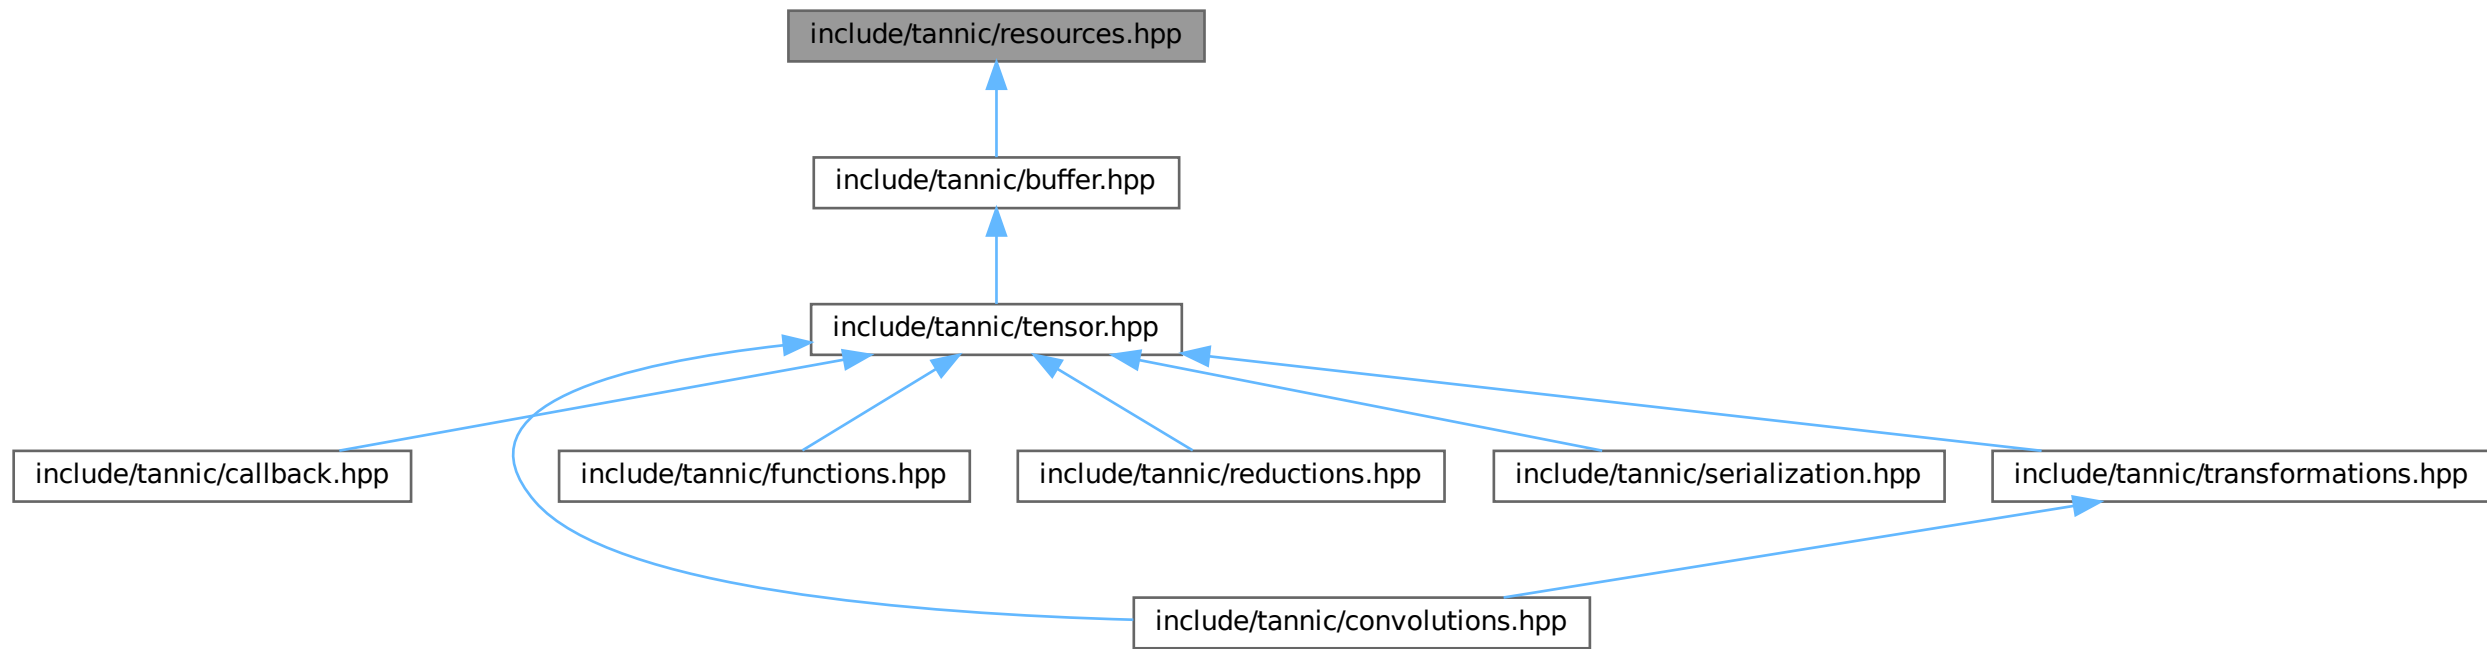 include/tannic/resources.hpp
include/tannic/buffer.hpp
include/tannic/tensor.hpp
include/tannic/callback.hpp
include/tannic/functions.hpp
include/tannic/reductions.hpp
include/tannic/serialization.hpp
include/tannic/transformations.hpp
include/tannic/convolutions.hpp